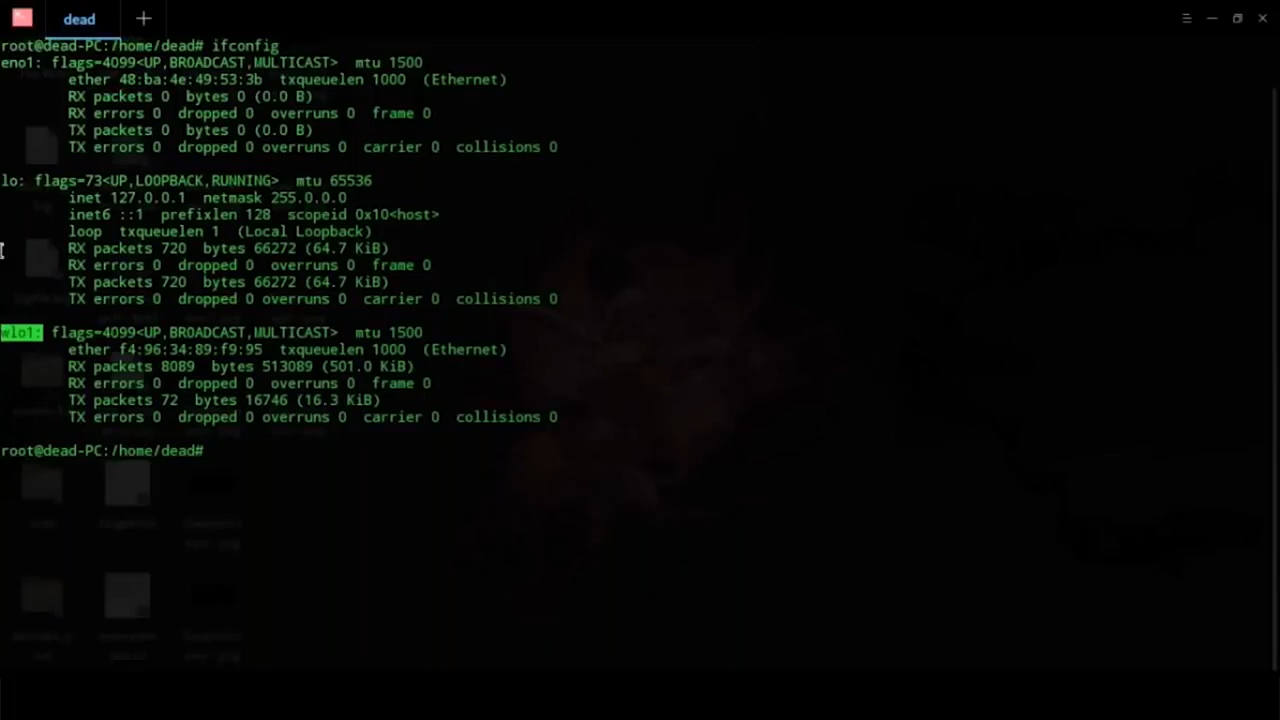 dead
root@dead-PC:/home/dead# ifconfig
eno1: flags=4099<UP,BROADCAST,MULTICAST>  mtu 1500
        ether 48:ba:4e:49:53:3b  txqueuelen 1000  (Ethernet)
        RX packets 0  bytes 0 (0.0 B)
        RX errors 0  dropped 0  overruns 0  frame 0
        TX packets 0  bytes 0 (0.0 B)
        TX errors 0  dropped 0 overruns 0  carrier 0  collisions 0
lo: flags=73<UP,LOOPBACK,RUNNING>  mtu 65536
        inet 127.0.0.1  netmask 255.0.0.0
        inet6 ::1  prefixlen 128  scopeid 0x10<host>
        loop  txqueuelen 1  (Local Loopback)
        RX packets 720  bytes 66272 (64.7 KiB)
        RX errors 0  dropped 0  overruns 0  frame 0
        TX packets 720  bytes 66272 (64.7 KiB)
        TX errors 0  dropped 0 overruns 0  carrier 0  collisions 0
wlo1: flags=4099<UP,BROADCAST,MULTICAST>  mtu 1500
        ether f4:96:34:89:f9:95  txqueuelen 1000  (Ethernet)
        RX packets 8089  bytes 513089 (501.0 KiB)
        RX errors 0  dropped 0  overruns 0  frame 0
        TX packets 72  bytes 16746 (16.3 KiB)
        TX errors 0  dropped 0 overruns 0  carrier 0  collisions 0
root@dead-PC:/home/dead#